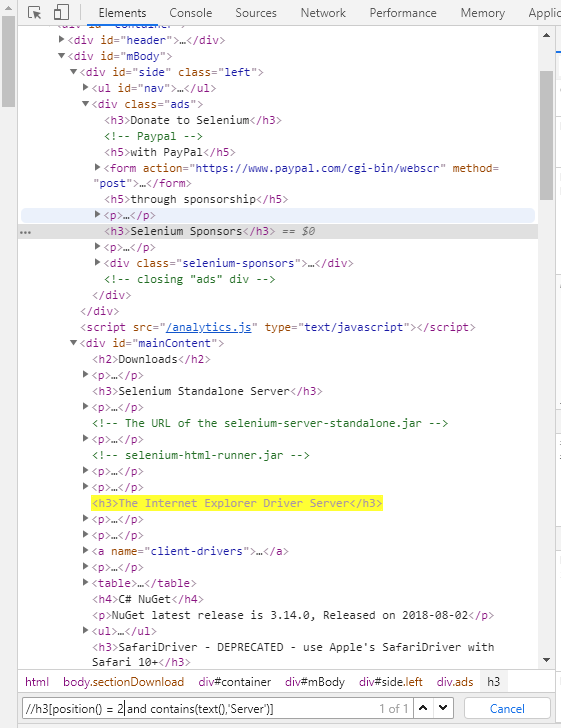 Elements Console Sources Network Performance Memory Applic
<div id="container">
<div id="header">…</div>
<div id="mBody">
<div id="side" class="left">
<ul id="nav">…</ul>
<div class="ads">
<h3>Donate to Selenium</h3>
<!-- Paypal -->
<h5>with PayPal</h5>
<form action="https://www.paypal.com/cgi-bin/webscr" method=
"post">…</form>
<h5>through sponsorship</h5>
<p>…</p>
<h3>Selenium Sponsors</h3> == $0
<p>…</p>
<div class="selenium-sponsors">…</div>
<!-- closing "ads" div -->
</div>
</div>
<script src="/analytics.js" type="text/javascript"></script>
<div id="mainContent">
<h2>Downloads</h2>
<p>…</p>
<h3>Selenium Standalone Server</h3>
<p>…</p>
<!-- The URL of the selenium-server-standalone.jar -->
<p>…</p>
<!-- selenium-html-runner.jar -->
<p>…</p>
<p>…</p>
<h3>The Internet Explorer Driver Server</h3>
<p>…</p>
<p>…</p>
<a name="client-drivers">…</a>
<p>…</p>
<table>…</table>
<h4>C# NuGet</h4>
<p>NuGet latest release is 3.14.0, Released on 2018-08-02</p>
<ul>…</ul>
<h3>SafariDriver - DEPRECATED - use Apple's SafariDriver with
Safari 10+</h3>
html body.sectionDownload div#container div#mBody div#side.left div.ads h3
//h3[position() = 2 and contains(text(),'Server')] 1 of 1 Cancel